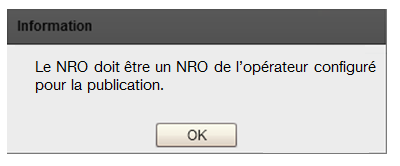 Information
Le NRO doit être un NRO de l'opérateur configuré
pour la publication.
OK